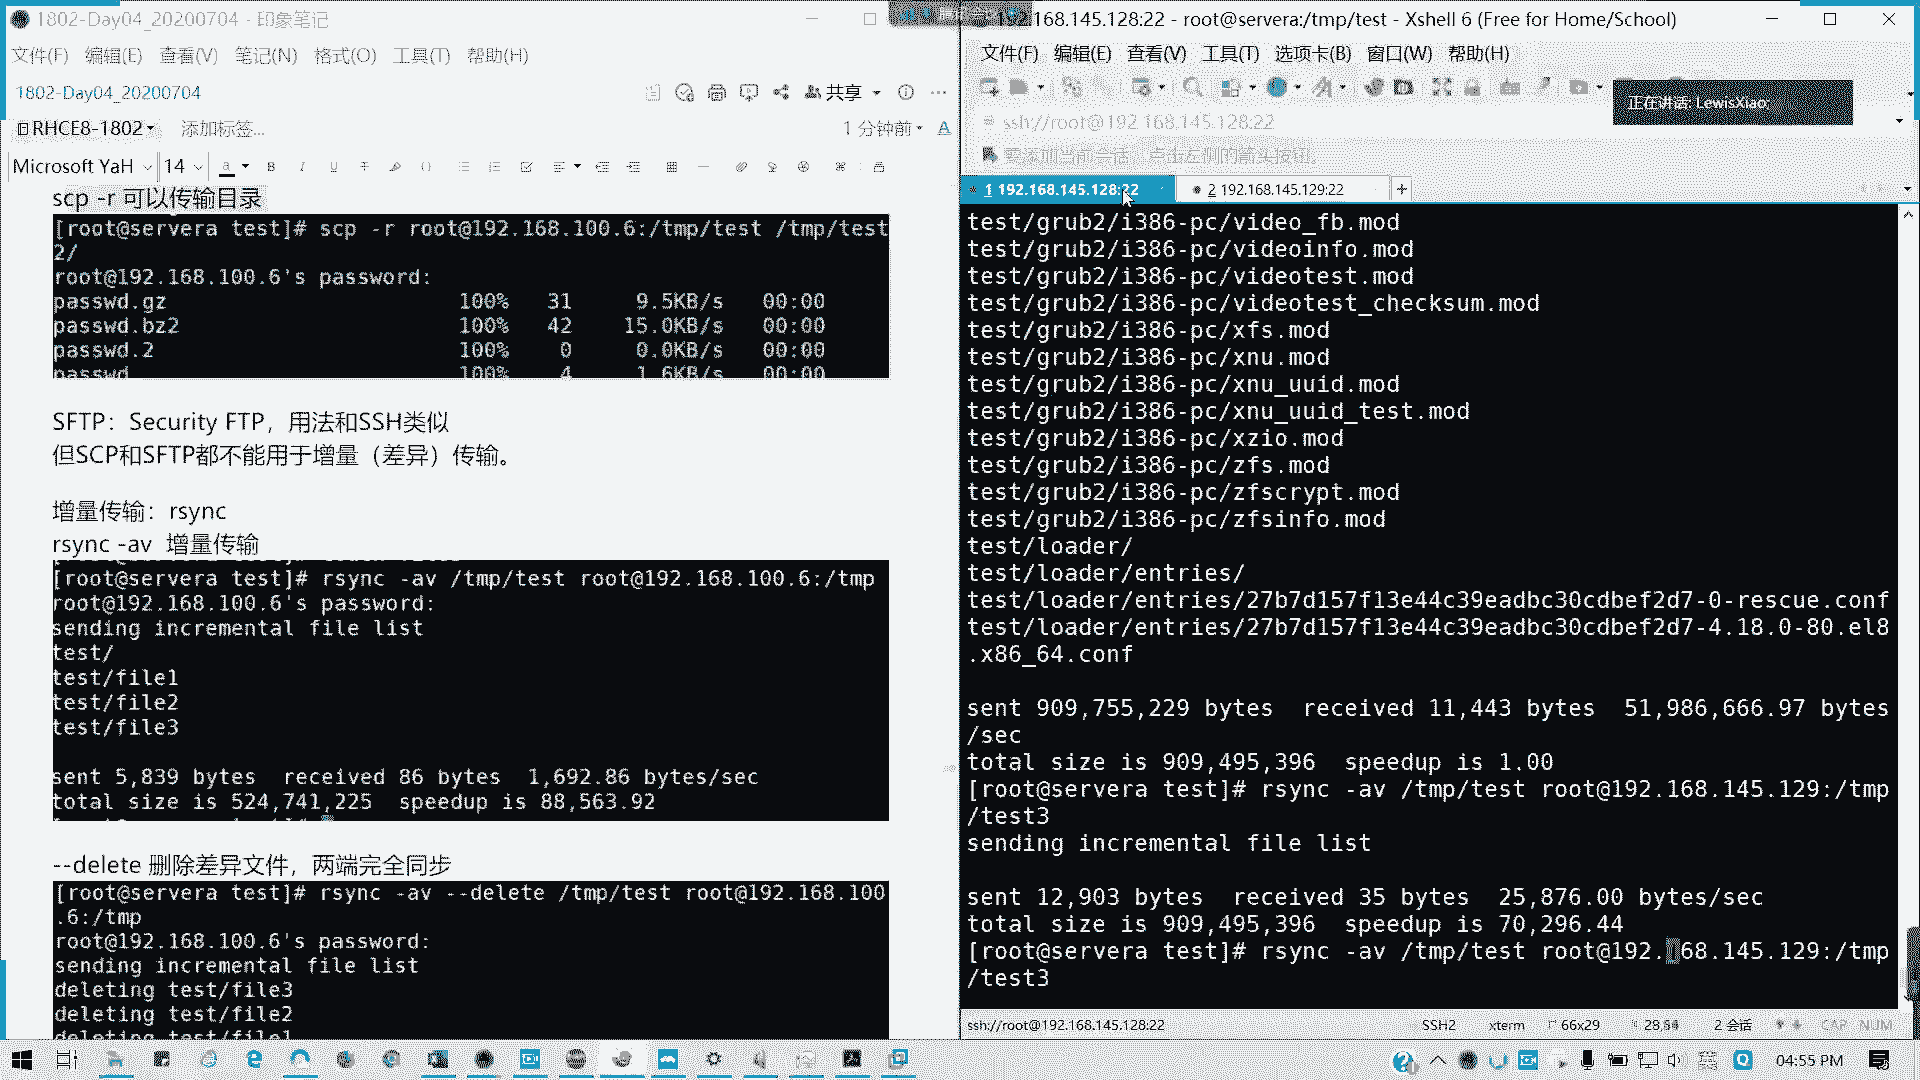 1802-Day04_20200704 - 印象笔记
文件(F) 编辑(E) 查看(V) 笔记(N) 格式(O) 工具(T) 帮助(H)
1802-Day04_20200704
共享
RHCE8-1802
添加标签...
1 分钟前
Microsoft YaH 14
scp -r 可以传输目录
[root@servera test]# scp -r root@192.168.100.6:/tmp/test /tmp/test
2/
root@192.168.100.6's password:
passwd.gz 100% 31 9.5KB/s 00:00
passwd.bz2 100% 42 15.0KB/s 00:00
passwd.2 100% 0 0.0KB/s 00:00
passwd 100% 4 1.6KB/s 00:00
SFTP：Security FTP，用法和SSH类似
但SCP和SFTP都不能用于增量（差异）传输。
增量传输：rsync
rsync -av 增量传输
[root@servera test]# rsync -av /tmp/test root@192.168.100.6:/tmp
root@192.168.100.6's password:
sending incremental file list
test/
test/file1
test/file2
test/file3
sent 5,839 bytes received 86 bytes 1,692.86 bytes/sec
total size is 524,741,225 speedup is 88,563.92
--delete 删除差异文件，两端完全同步
[root@servera test]# rsync -av --delete /tmp/test root@192.168.100
.6:/tmp
root@192.168.100.6's password:
sending incremental file list
deleting test/file3
deleting test/file2
deleting test/file1
192.168.145.128:22 - root@servera:/tmp/test - Xshell 6 (Free for Home/School)
文件(F) 编辑(E) 查看(V) 工具(T) 选项卡(B) 窗口(W) 帮助(H)
正在讲话: LewisXiao;
ssh://root@192.168.145.128:22
要添加当前会话，点击左侧的箭头按钮。
1 192.168.145.128:22
2 192.168.145.129:22
test/grub2/i386-pc/video_fb.mod
test/grub2/i386-pc/videoinfo.mod
test/grub2/i386-pc/videotest.mod
test/grub2/i386-pc/videotest_checksum.mod
test/grub2/i386-pc/xfs.mod
test/grub2/i386-pc/xnu.mod
test/grub2/i386-pc/xnu_uuid.mod
test/grub2/i386-pc/xnu_uuid_test.mod
test/grub2/i386-pc/xzio.mod
test/grub2/i386-pc/zfs.mod
test/grub2/i386-pc/zfscrypt.mod
test/grub2/i386-pc/zfsinfo.mod
test/loader/
test/loader/entries/
test/loader/entries/27b7d157f13e44c39eadbc30cdbef2d7-0-rescue.conf
test/loader/entries/27b7d157f13e44c39eadbc30cdbef2d7-4.18.0-80.el8
.x86_64.conf
sent 909,755,229 bytes received 11,443 bytes 51,986,666.97 bytes
/sec
total size is 909,495,396 speedup is 1.00
[root@servera test]# rsync -av /tmp/test root@192.168.145.129:/tmp
/test3
sending incremental file list
sent 12,903 bytes received 35 bytes 25,876.00 bytes/sec
total size is 909,495,396 speedup is 70,296.44
[root@servera test]# rsync -av /tmp/test root@192.168.145.129:/tmp
/test3
ssh://root@192.168.145.128:22 SSH2 xterm 66x29 28,54 2 会话 CAP NUM
04:55 PM